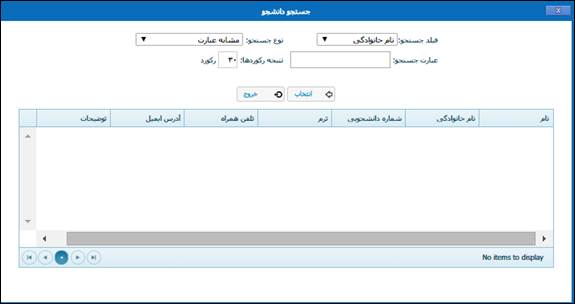 جستجو دانشجو
فیلد جستجو: نام خانوادگی نوع جستجو: مشابه عبارت
عبارت جستجو: نتیجه رکوردها: ۳۰ رکورد
انتخاب خروج
نام نام خانوادگی شماره دانشجویی ترم تلفن همراه آدرس ایمیل توضیحات
No items to display